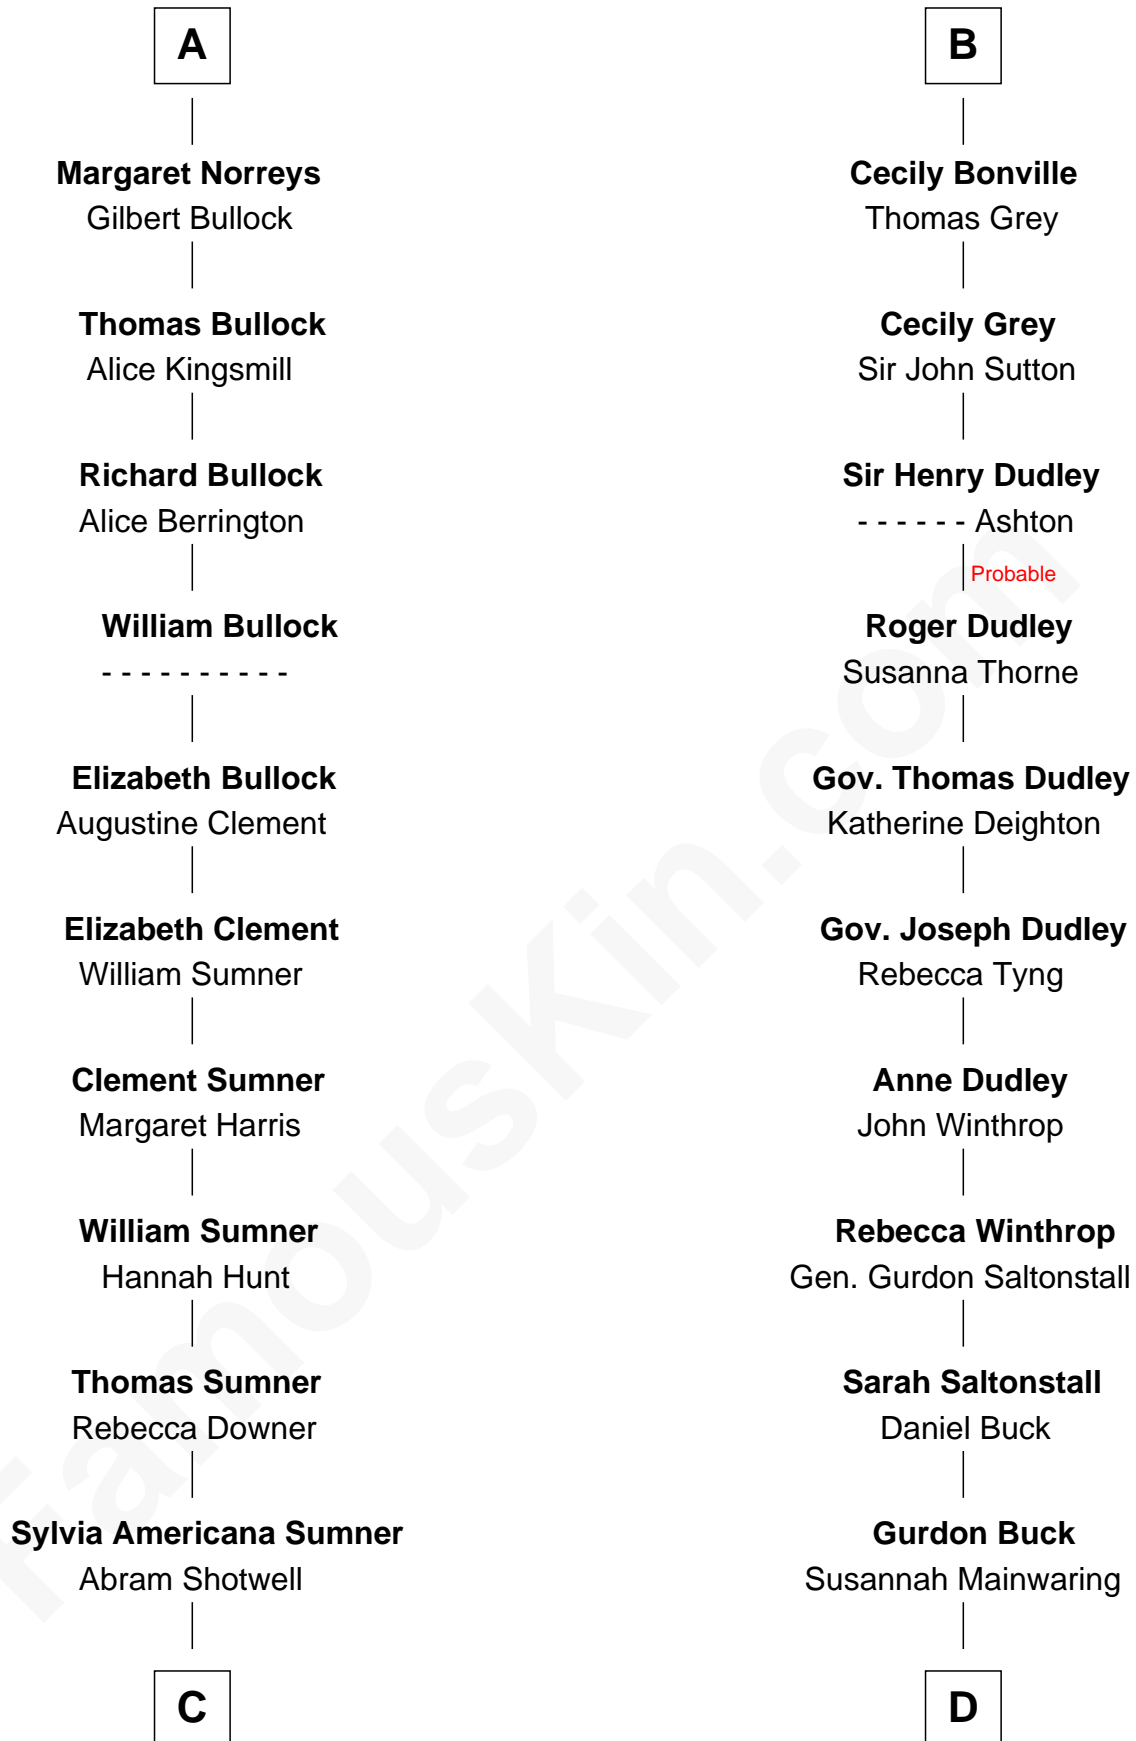 A
Margaret Norreys
Gilbert Bullock
Thomas Bullock
Alice Kingsmill
Richard Bullock
Alice Berrington
William Bullock
- - - - - - - - - -
Elizabeth Bullock
Augustine Clement
Elizabeth Clement
William Sumner
Clement Sumner
Margaret Harris
William Sumner
Hannah Hunt
Thomas Sumner
Rebecca Downer
Sylvia Americana Sumner
Abram Shotwell
C
B
Cecily Bonville
Thomas Grey
Cecily Grey
Sir John Sutton
Sir Henry Dudley
- - - - - - Ashton
Probable
Roger Dudley
Susanna Thorne
Gov. Thomas Dudley
Katherine Deighton
Gov. Joseph Dudley
Rebecca Tyng
Anne Dudley
John Winthrop
Rebecca Winthrop
Gen. Gurdon Saltonstall
Sarah Saltonstall
Daniel Buck
Gurdon Buck
Susannah Mainwaring
D
FamousKin.com